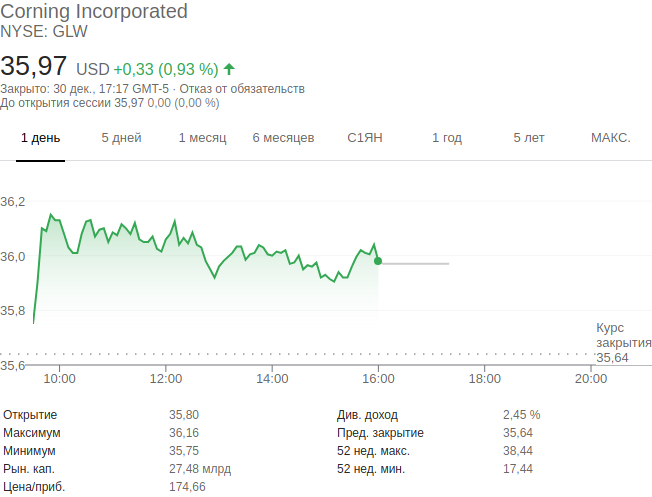 Corning Incorporated
NYSE: GLW
35,97 USD +0,33 (0,93 %)
Закрыто: 30 дек., 17:17 GMT-5 · Отказ от обязательств
До открытия сессии 35,97 0,00 (0,00 %)
1 день 5 дней 1 месяц 6 месяцев С1ЯН 1 год 5 лет МАКС.
36,2
36,0
35,8
Курс
закрытия
35,64
35,6
10:00 12:00 14:00 16:00 18:00 20:00
Открытие 35,80 Див. доход 2,45 %
Максимум 36,16 Пред. закрытие 35,64
Минимум 35,75 52 нед. макс. 38,44
Рын. кап. 27,48 млрд 52 нед. мин. 17,44
Цена/приб. 174,66